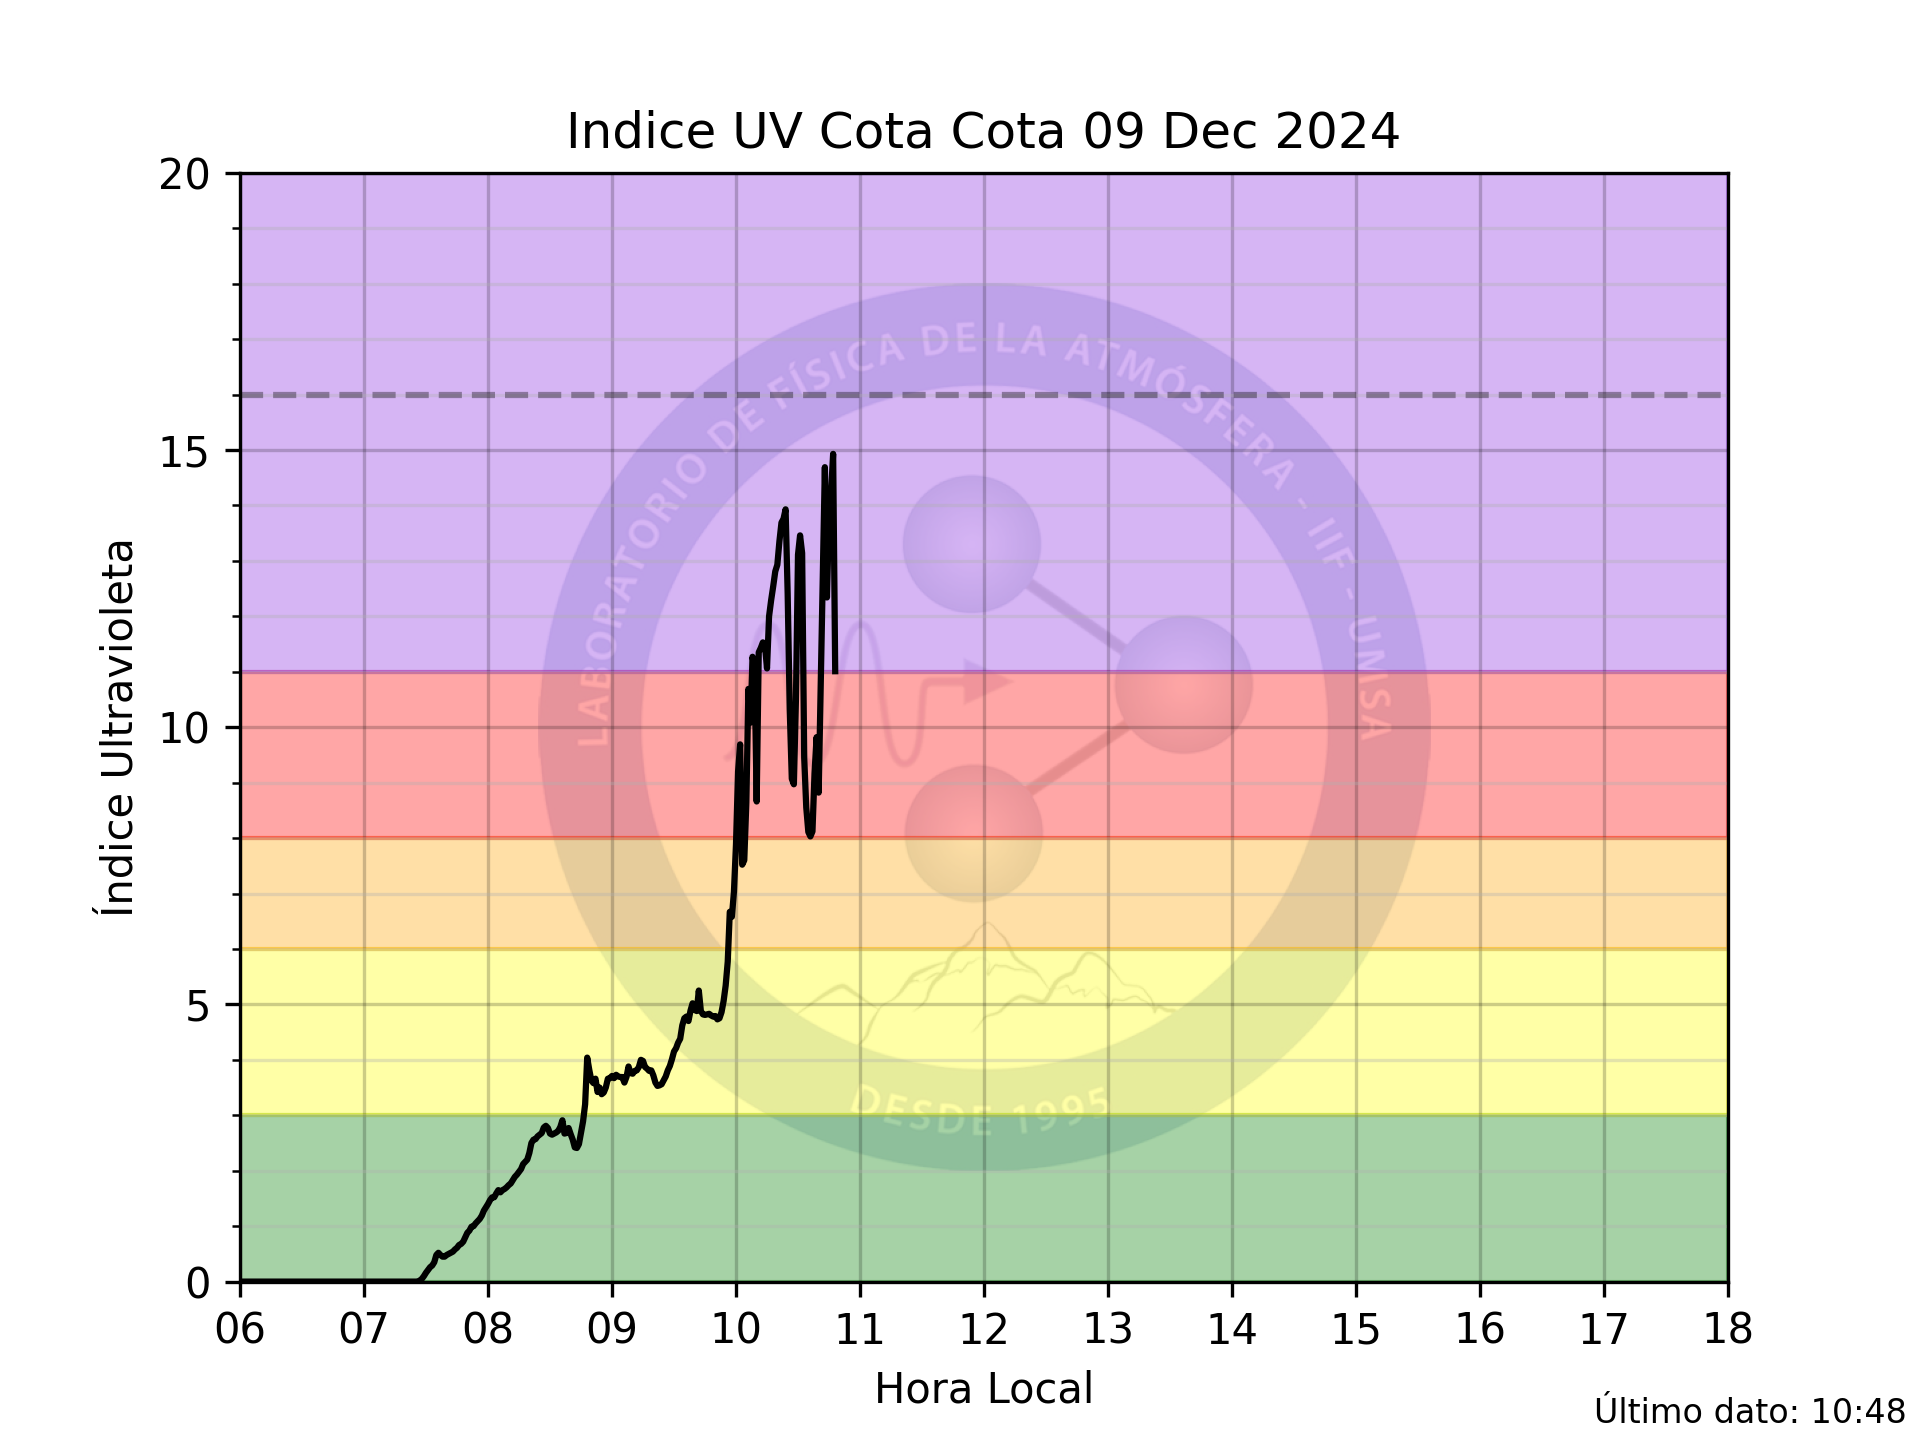 Indice UV Cota Cota 09 Dec 2024
20
15
10
5
0
Índice Ultravioleta
LABORATORIO DE FÍSICA DE LA ATMÓSFERA - IIF - UMSA
DESDE 1995
06 07 08 09 10 11 12 13 14 15 16 17 18
Hora Local
Último dato: 10:48